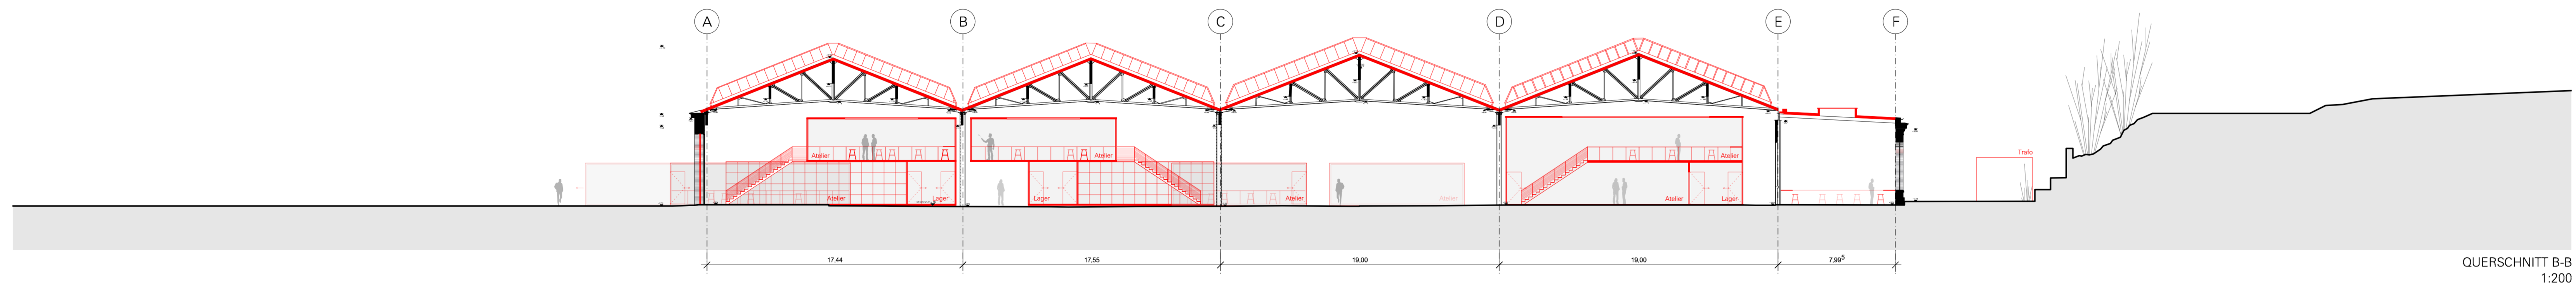 A B C D E F
Atelier Atelier Atelier
Trafo
Atelier Lager Lager Atelier Atelier Atelier Lager
17,44 17,55 19,00 19,00 7,99⁵
QUERSCHNITT B-B
1:200